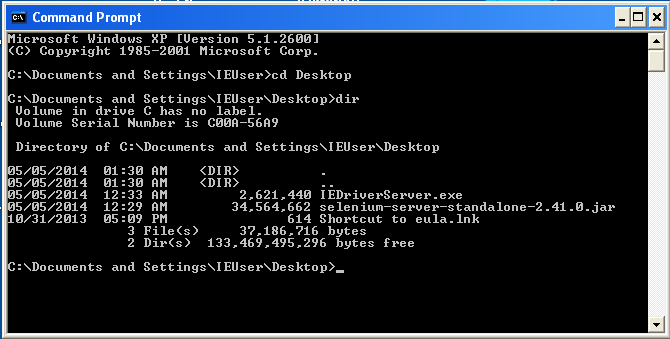 Command Prompt
Microsoft Windows XP [Version 5.1.2600]
(C) Copyright 1985-2001 Microsoft Corp.
C:\Documents and Settings\IEUser>cd Desktop
C:\Documents and Settings\IEUser\Desktop>dir
 Volume in drive C has no label.
 Volume Serial Number is C00A-56A9
 Directory of C:\Documents and Settings\IEUser\Desktop
05/05/2014  01:30 AM    <DIR>          .
05/05/2014  01:30 AM    <DIR>          ..
05/05/2014  12:33 AM         2,621,440 IEDriverServer.exe
05/05/2014  12:29 AM        34,564,662 selenium-server-standalone-2.41.0.jar
10/31/2013  05:09 PM               614 Shortcut to eula.lnk
               3 File(s)     37,186,716 bytes
               2 Dir(s)  133,469,495,296 bytes free
C:\Documents and Settings\IEUser\Desktop>_